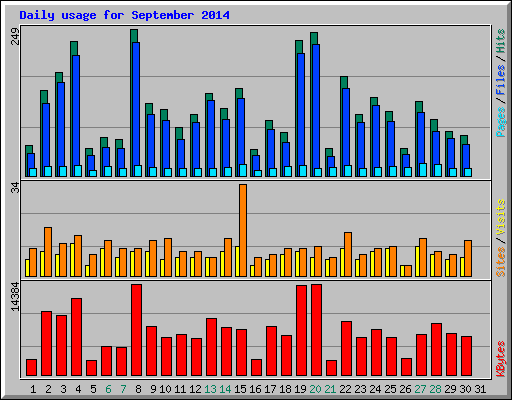 Daily usage for September 2014
249
Pages / Files / Hits
34
Sites / Visits
14384
KBytes
1 2 3 4 5 6 7 8 9 10 11 12 13 14 15 16 17 18 19 20 21 22 23 24 25 26 27 28 29 30 31